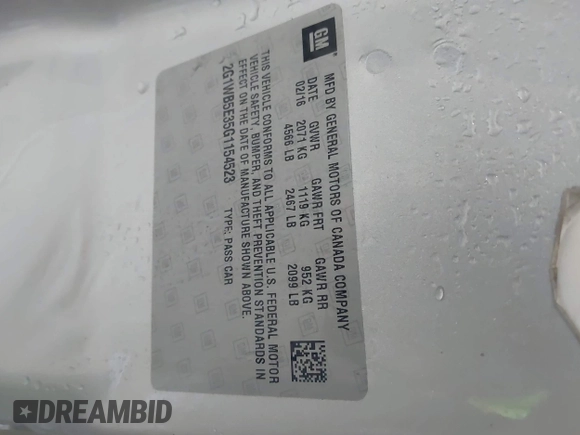 GM
MFD BY GENERAL MOTORS OF CANADA COMPANY
DATE GVWR GAWR FRT GAWR RR
02/16 2071 KG 1119 KG 952 KG
4566 LB 2467 LB 2099 LB
THIS VEHICLE CONFORMS TO ALL APPLICABLE U.S. FEDERAL MOTOR
VEHICLE SAFETY, BUMPER, AND THEFT PREVENTION STANDARDS IN
EFFECT ON THE DATE OF MANUFACTURE SHOWN ABOVE.
2G1WB5E35G1154523 TYPE: PASS CAR
DREAMBID